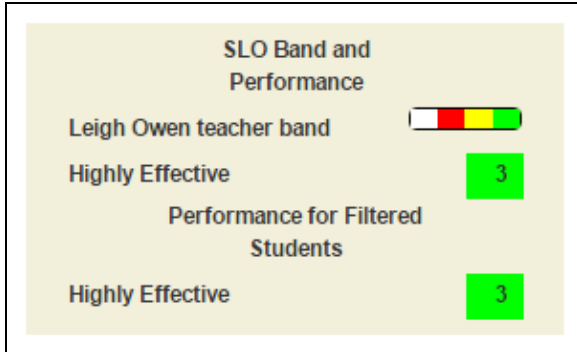 SLO Band and
Performance
Leigh Owen teacher band
Highly Effective 3
Performance for Filtered
Students
Highly Effective 3